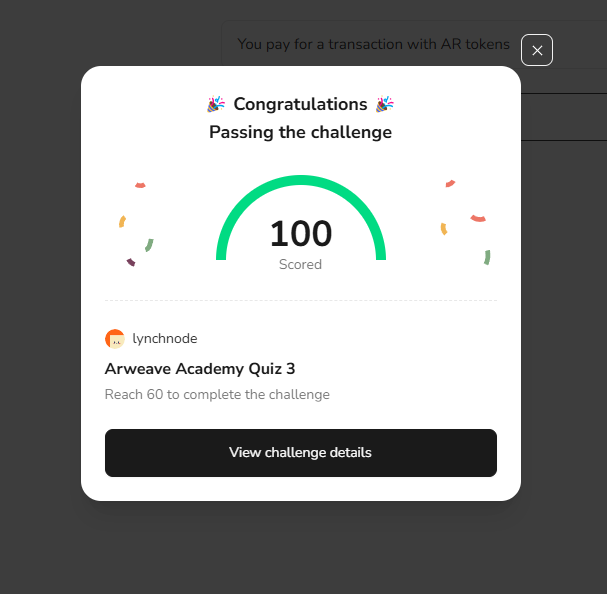 You pay for a transaction with AR tokens
🎉 Congratulations 🎉
Passing the challenge
100
Scored
lynchnode
Arweave Academy Quiz 3
Reach 60 to complete the challenge
View challenge details